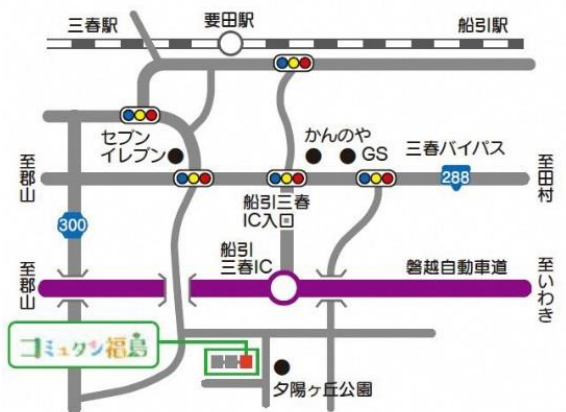 三春駅
要田駅
船引駅
セブン
イレブン
かんのや
GS
三春バイパス
288
至郡山
至田村
船引三春
IC入口
300
船引
三春IC
磐越自動車道
至郡山
至いわき
コミュタン福島
夕陽ヶ丘公園